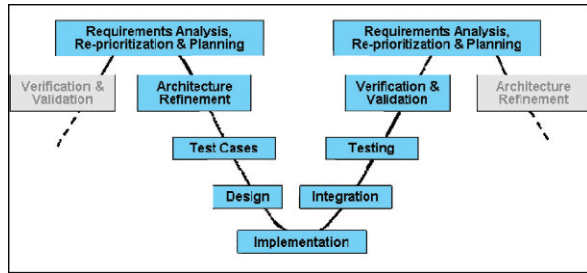 Requirements Analysis,
Re-prioritization & Planning
Requirements Analysis,
Re-prioritization & Planning
Verification &
Validation
Architecture
Refinement
Verification &
Validation
Architecture
Refinement
Test Cases
Testing
Design
Integration
Implementation